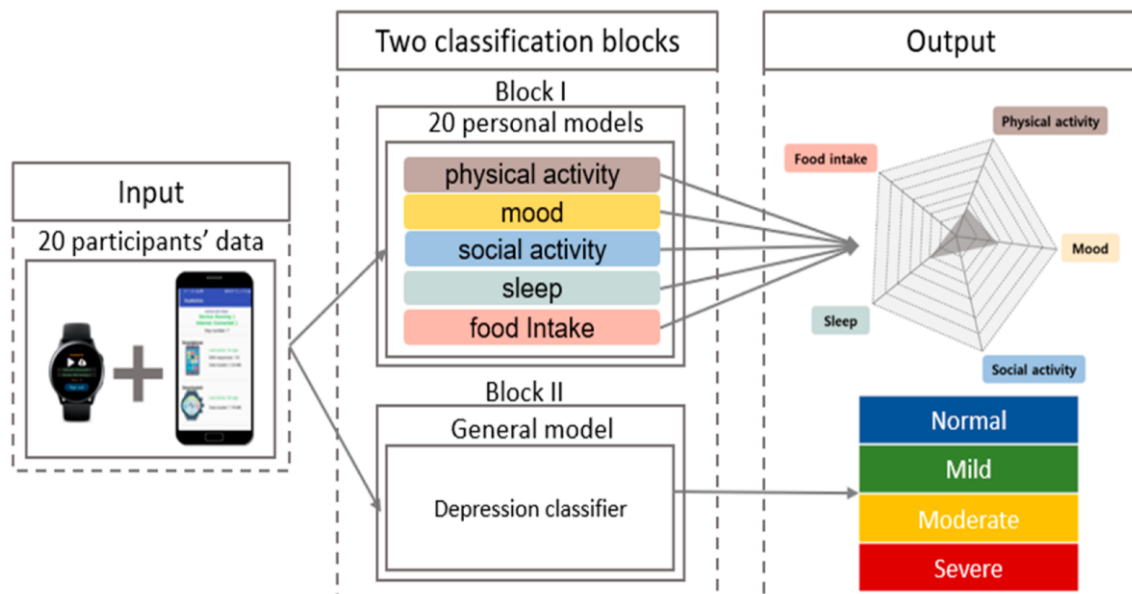 Two classification blocks
Output
Block I
20 personal models
physical activity
mood
social activity
sleep
food Intake
Input
20 participants' data
Physical activity
Food intake
Mood
Sleep
Social activity
Block II
General model
Depression classifier
Normal
Mild
Moderate
Severe